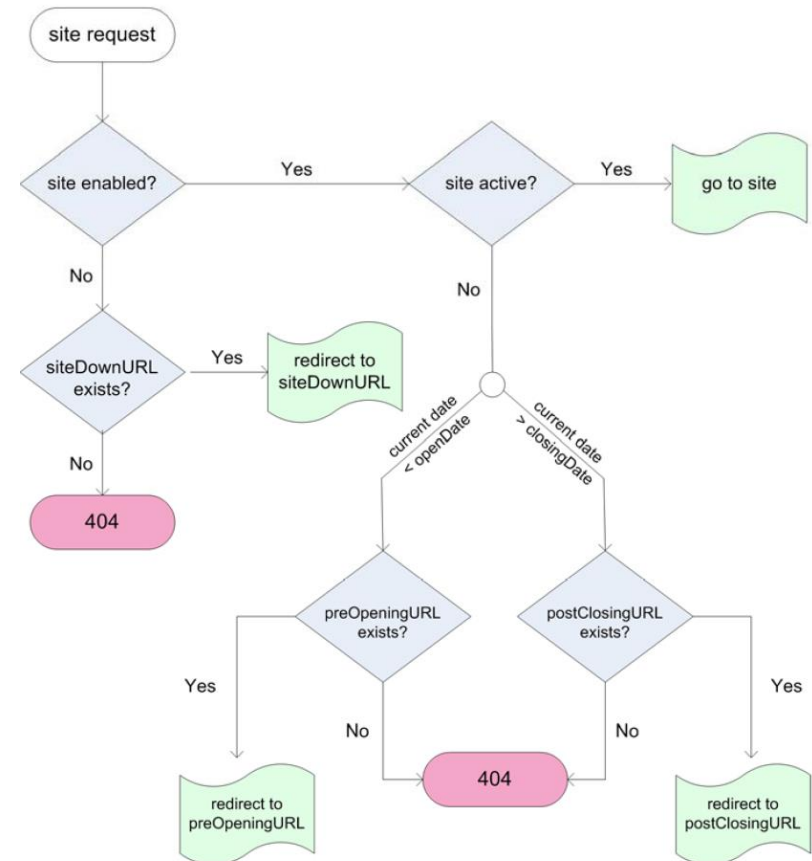 site request
site enabled?
Yes
site active?
Yes
go to site
No
No
siteDownURL
exists?
Yes
redirect to
siteDownURL
current date
< openDate
current date
> closingDate
No
404
preOpeningURL
exists?
postClosingURL
exists?
Yes
No
No
Yes
404
redirect to
preOpeningURL
redirect to
postClosingURL